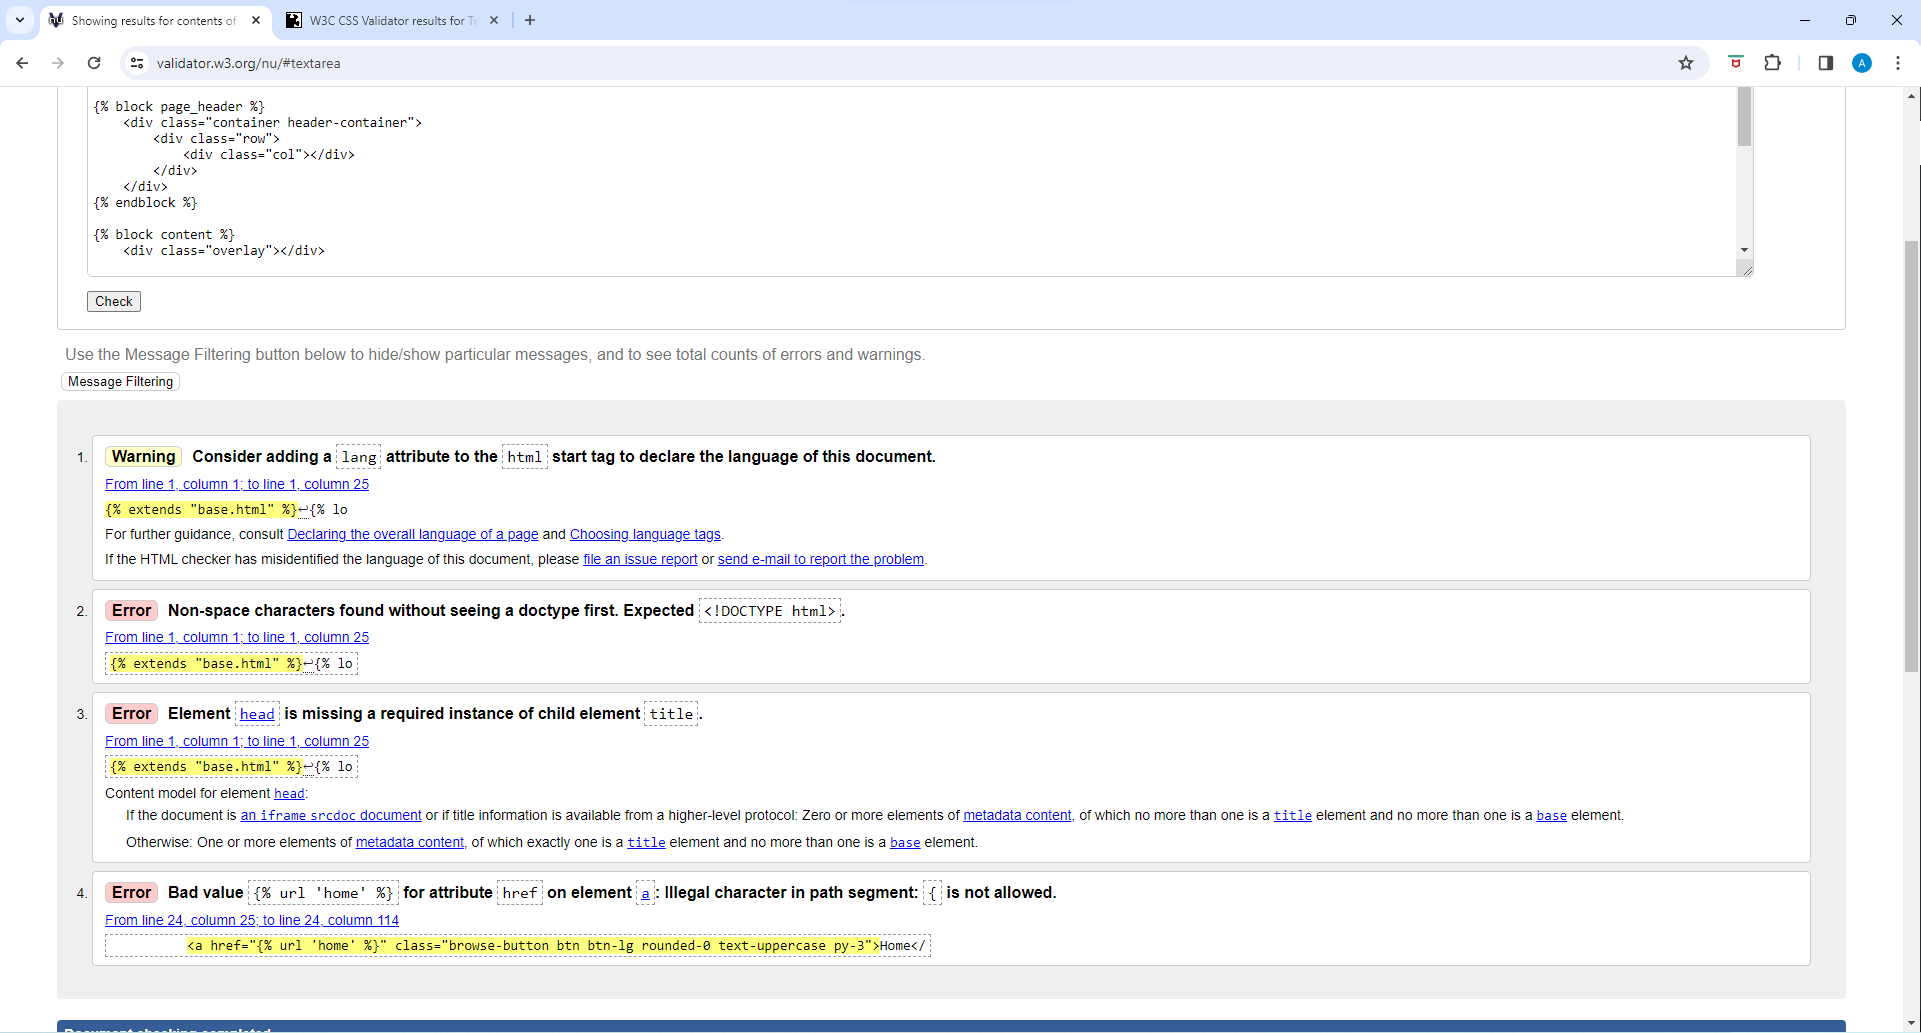 Showing results for contents of
W3C CSS Validator results for Te
validator.w3.org/nu/#textarea
A
{% block page_header %}
<div class="container header-container">
<div class="row">
<div class="col"></div>
</div>
</div>
{% endblock %}
{% block content %}
<div class="overlay"></div>
Check
Use the Message Filtering button below to hide/show particular messages, and to see total counts of errors and warnings.
Message Filtering
1. Warning Consider adding a lang attribute to the html start tag to declare the language of this document.
From line 1, column 1; to line 1, column 25
{% extends "base.html" %}↩{% lo
For further guidance, consult Declaring the overall language of a page and Choosing language tags.
If the HTML checker has misidentified the language of this document, please file an issue report or send e-mail to report the problem.
2. Error Non-space characters found without seeing a doctype first. Expected <!DOCTYPE html>.
From line 1, column 1; to line 1, column 25
{% extends "base.html" %}↩{% lo
3. Error Element head is missing a required instance of child element title.
From line 1, column 1; to line 1, column 25
{% extends "base.html" %}↩{% lo
Content model for element head:
If the document is an iframe srcdoc document or if title information is available from a higher-level protocol: Zero or more elements of metadata content, of which no more than one is a title element and no more than one is a base element.
Otherwise: One or more elements of metadata content, of which exactly one is a title element and no more than one is a base element.
4. Error Bad value {% url 'home' %} for attribute href on element a: Illegal character in path segment: { is not allowed.
From line 24, column 25; to line 24, column 114
<a href="{% url 'home' %}" class="browse-button btn btn-lg rounded-0 text-uppercase py-3">Home</
Document checking completed